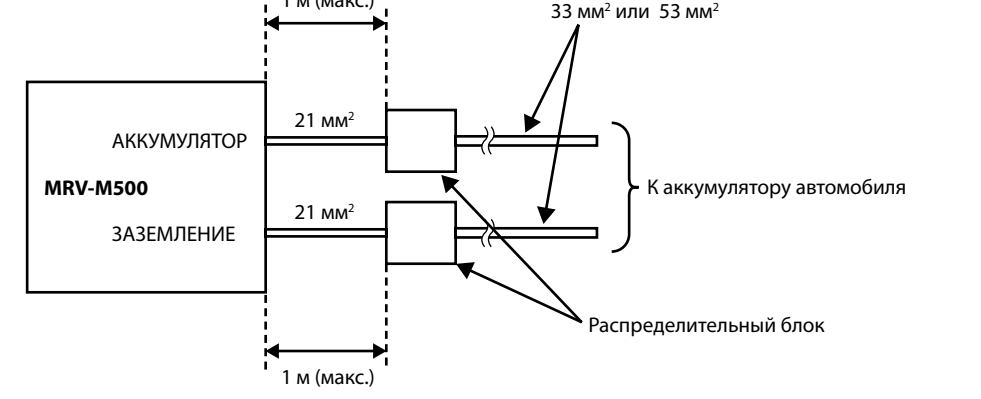 1 м (макс.)
33 мм² или 53 мм²
21 мм²
АККУМУЛЯТОР
MRV-M500
К аккумулятору автомобиля
21 мм²
ЗАЗЕМЛЕНИЕ
Распределительный блок
1 м (макс.)